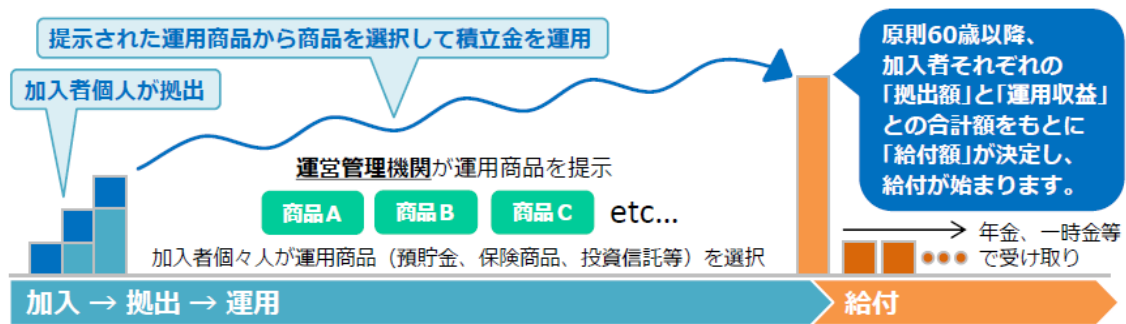 提示された運用商品から商品を選択して積立金を運用
加入者個人が拠出
運営管理機関が運用商品を提示
商品A
商品B
商品C
etc...
加入者個々人が運用商品（預貯金、保険商品、投資信託等）を選択
原則60歳以降、
加入者それぞれの
「拠出額」と「運用収益」
との合計額をもとに
「給付額」が決定し、
給付が始まります。
年金、一時金等
で受け取り
加入 → 拠出 → 運用
給付